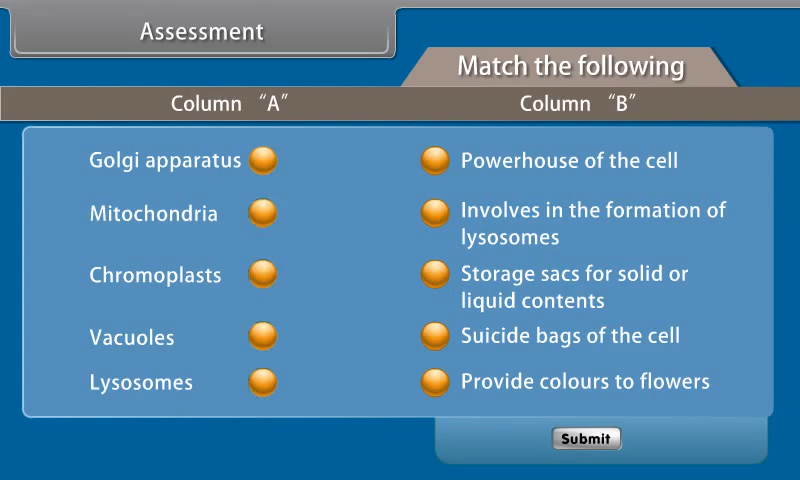 Assessment
Match the following
Column “A” Column “B”
Golgi apparatus Powerhouse of the cell
Mitochondria Involves in the formation of
lysosomes
Chromoplasts Storage sacs for solid or
liquid contents
Vacuoles Suicide bags of the cell
Lysosomes Provide colours to flowers
Submit